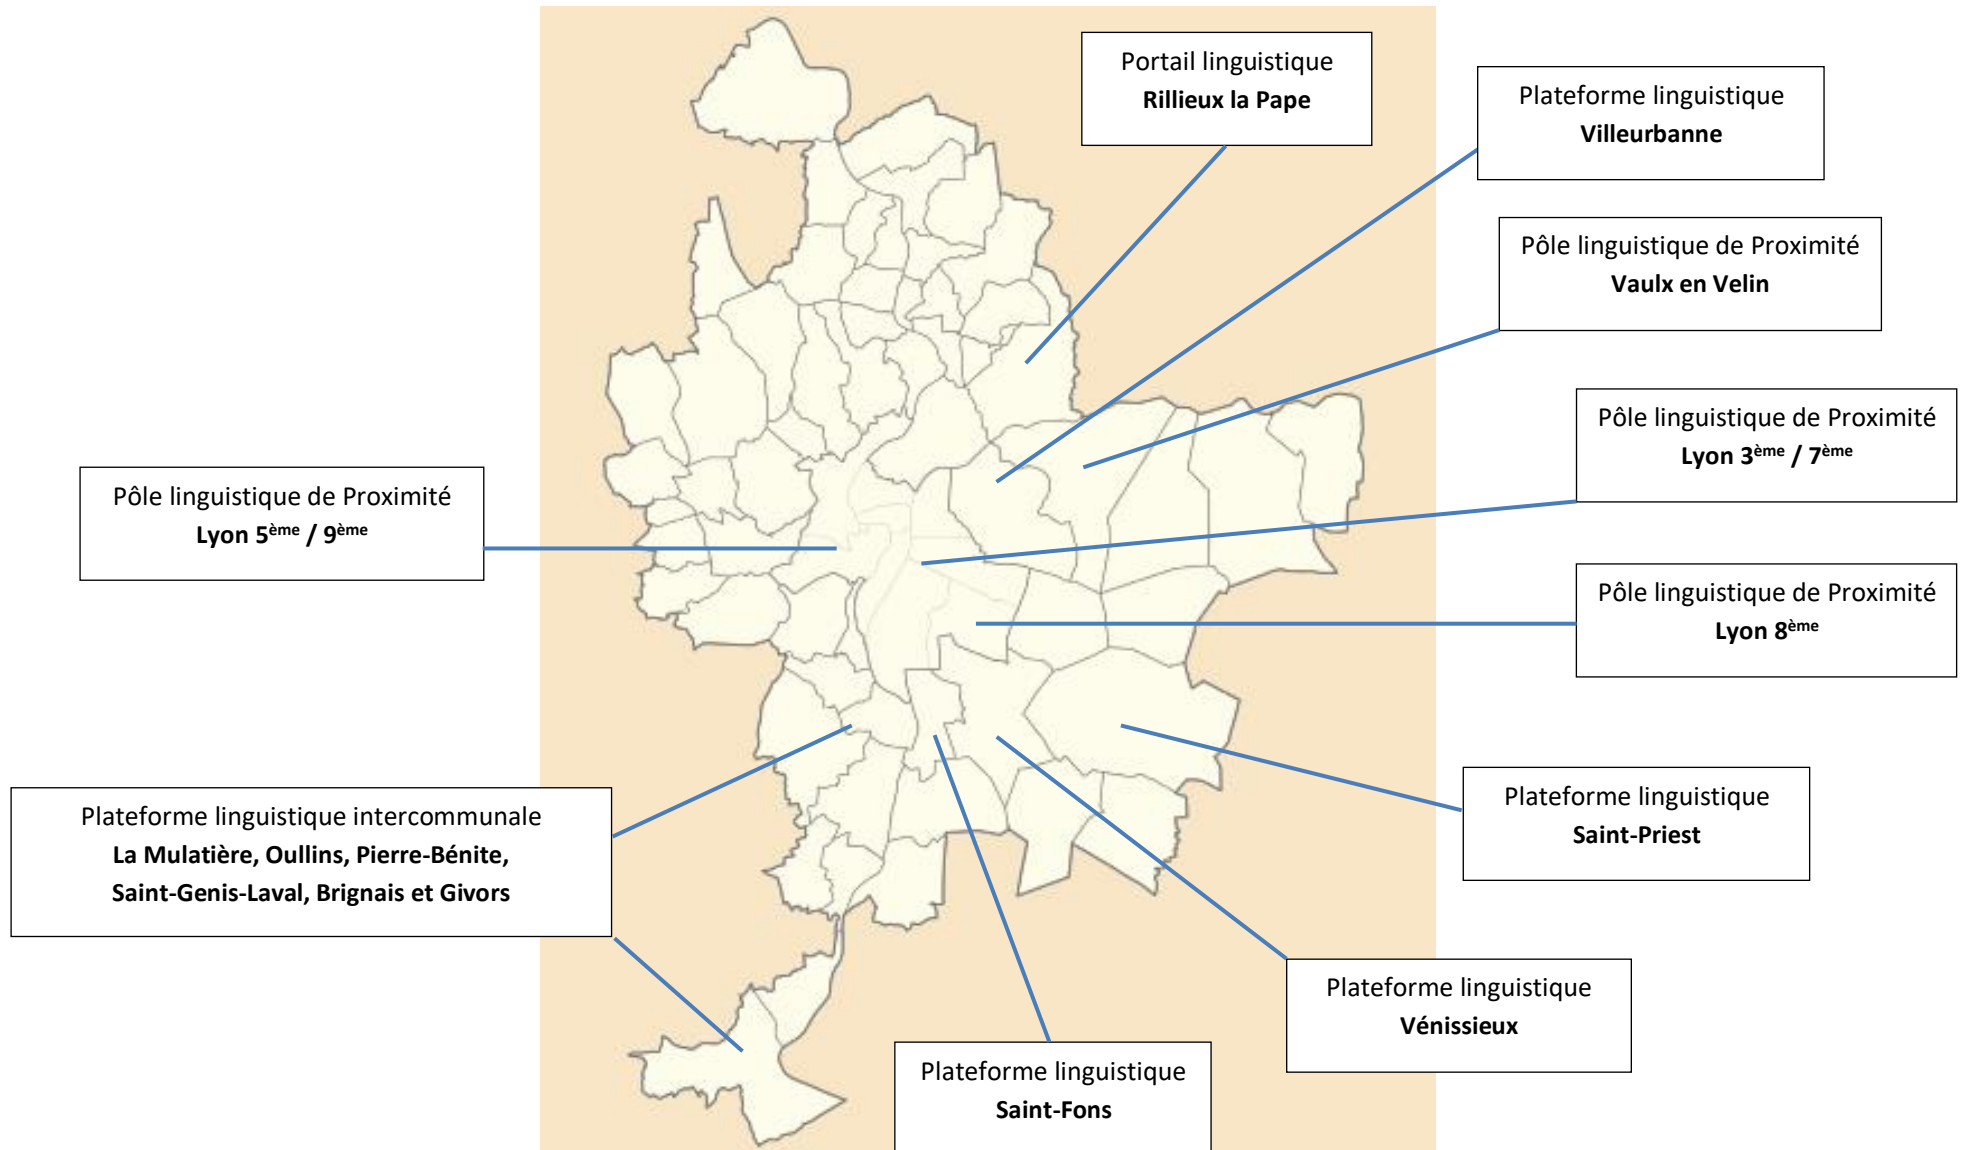 Portail linguistique
Rillieux la Pape
Plateforme linguistique
Villeurbanne
Pôle linguistique de Proximité
Vaulx en Velin
Pôle linguistique de Proximité
Lyon 3ème / 7ème
Pôle linguistique de Proximité
Lyon 5ème / 9ème
Pôle linguistique de Proximité
Lyon 8ème
Plateforme linguistique
Saint-Priest
Plateforme linguistique intercommunale
La Mulatière, Oullins, Pierre-Bénite,
Saint-Genis-Laval, Brignais et Givors
Plateforme linguistique
Vénissieux
Plateforme linguistique
Saint-Fons